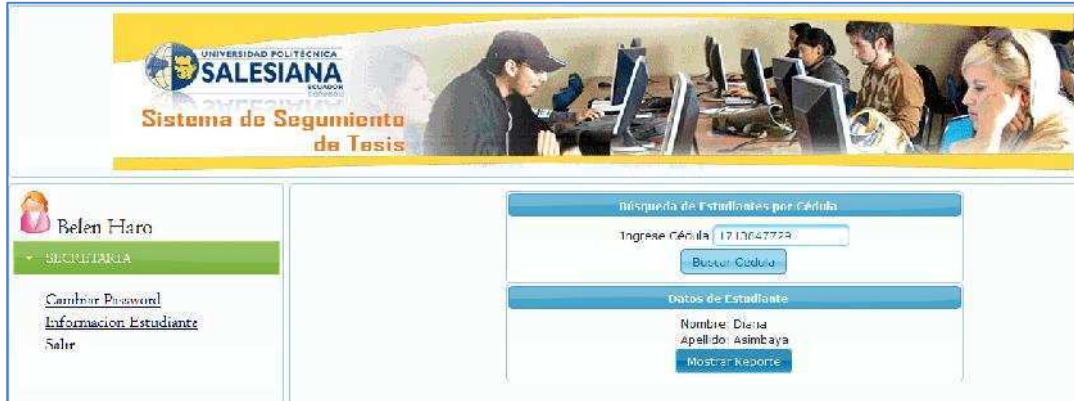 UNIVERSIDAD POLITÉCNICA
SALESIANA
ECUADOR
Sistema de Seguimiento
de Tesis
Belen Haro
SECRETARIA
Cambiar Password
Informacion Estudiante
Salir
Búsqueda de Estudiantes por Cédula
Ingrese Cédula
Buscar Cedula
Datos de Estudiante
Nombre: Diana
Apellido: Asimbaya
Mostrar Reporte